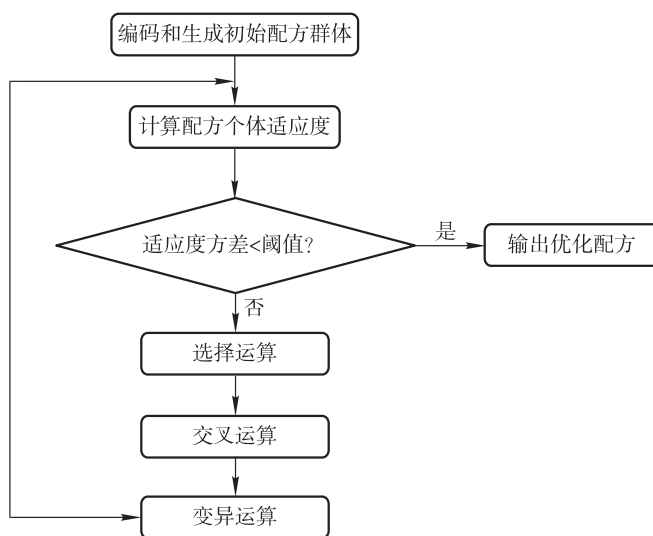 编码和生成初始配方群体
计算配方个体适应度
适应度方差<阈值?
是
输出优化配方
否
选择运算
交叉运算
变异运算